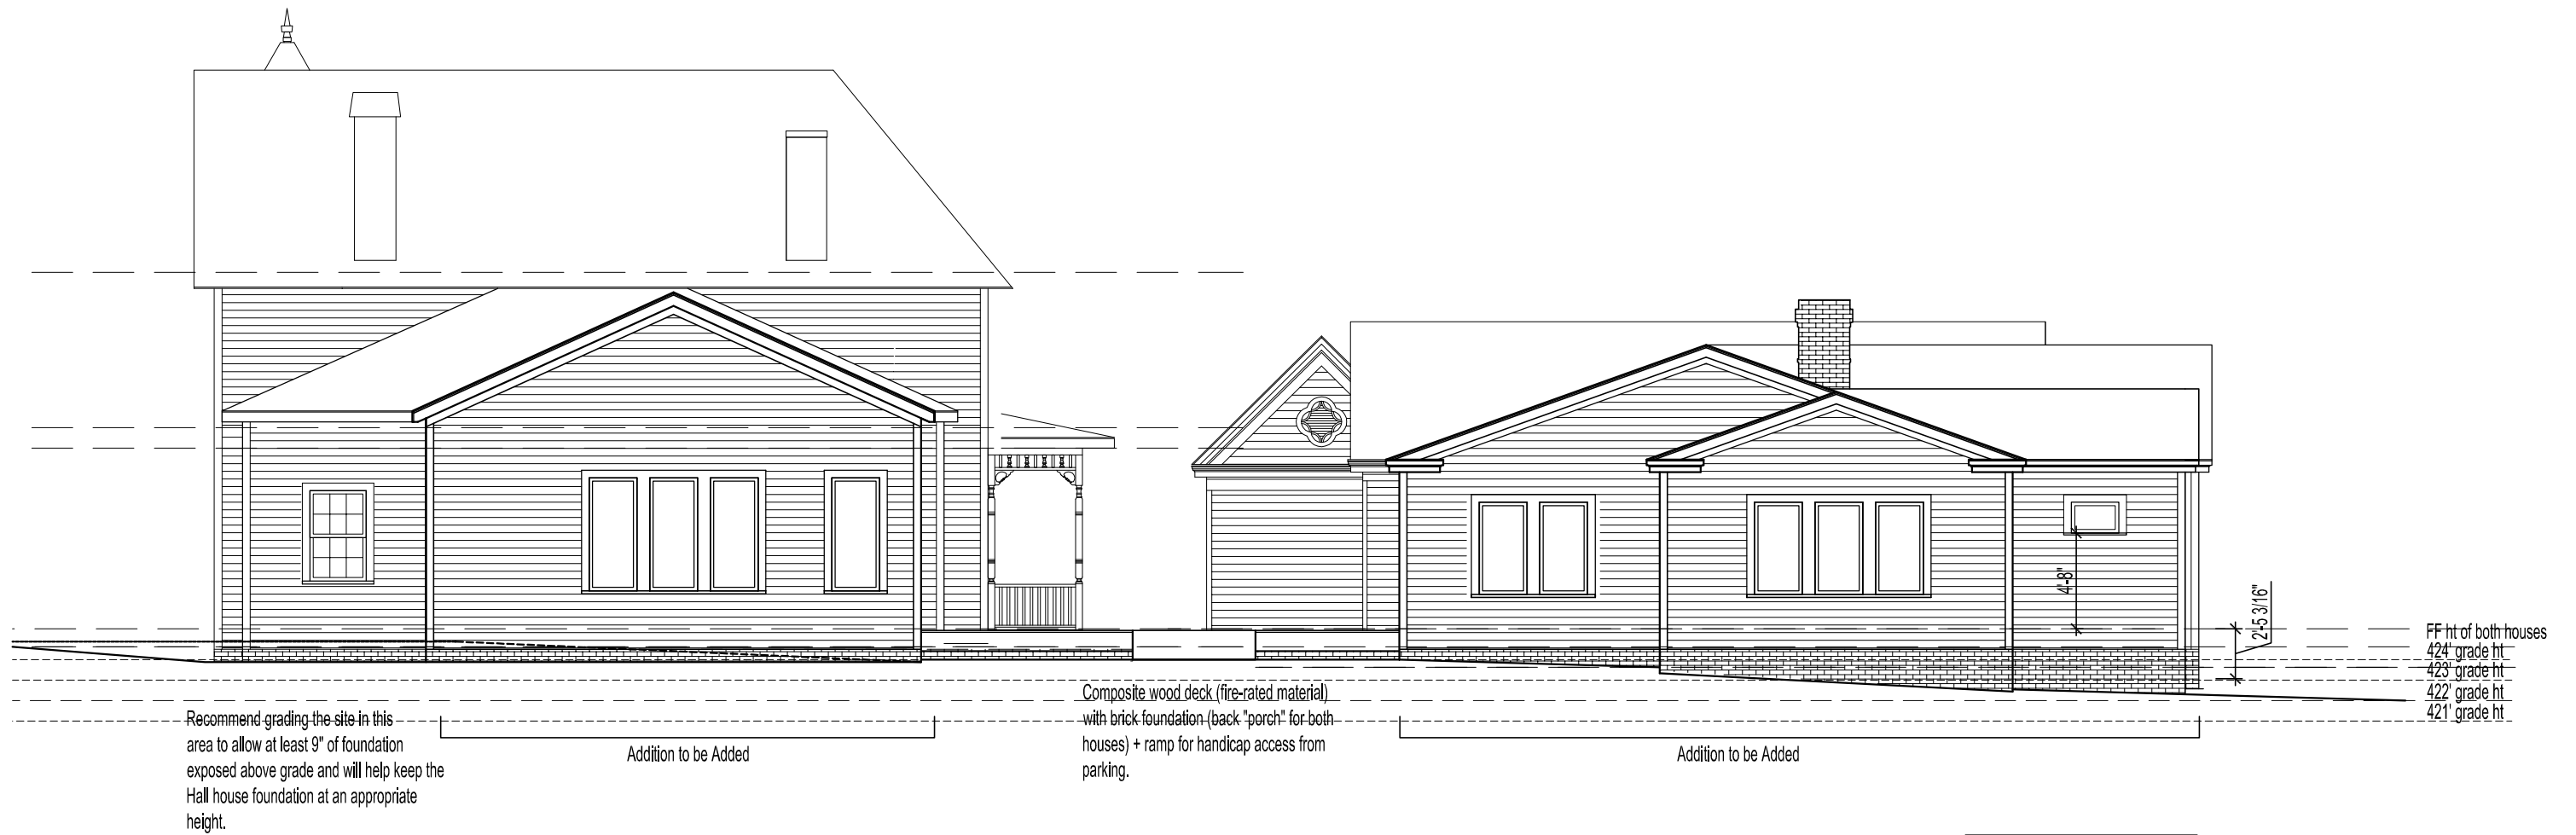 4'-8"
2'-5 3/16"
FF ht of both houses
424' grade ht
423' grade ht
422' grade ht
421' grade ht
Recommend grading the site in this
area to allow at least 9" of foundation
exposed above grade and will help keep the
Hall house foundation at an appropriate
height.
Addition to be Added
Composite wood deck (fire-rated material)
with brick foundation (back "porch" for both
houses) + ramp for handicap access from
parking.
Addition to be Added